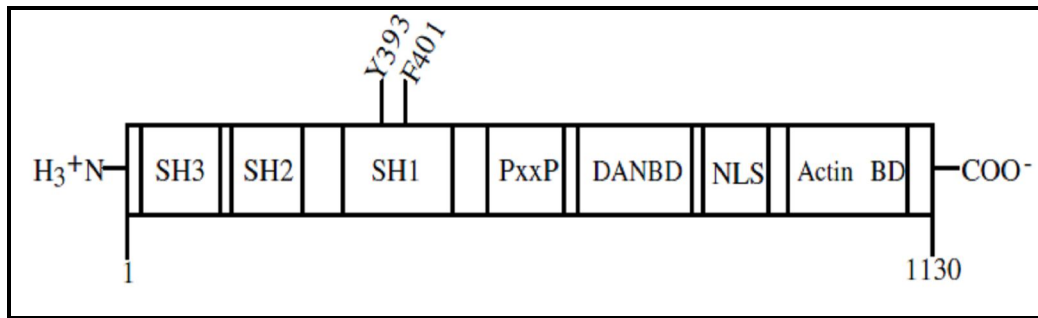 Y393 F401
H3+N SH3 SH2 SH1 PxxP DANBD NLS Actin BD COO-
1 1130